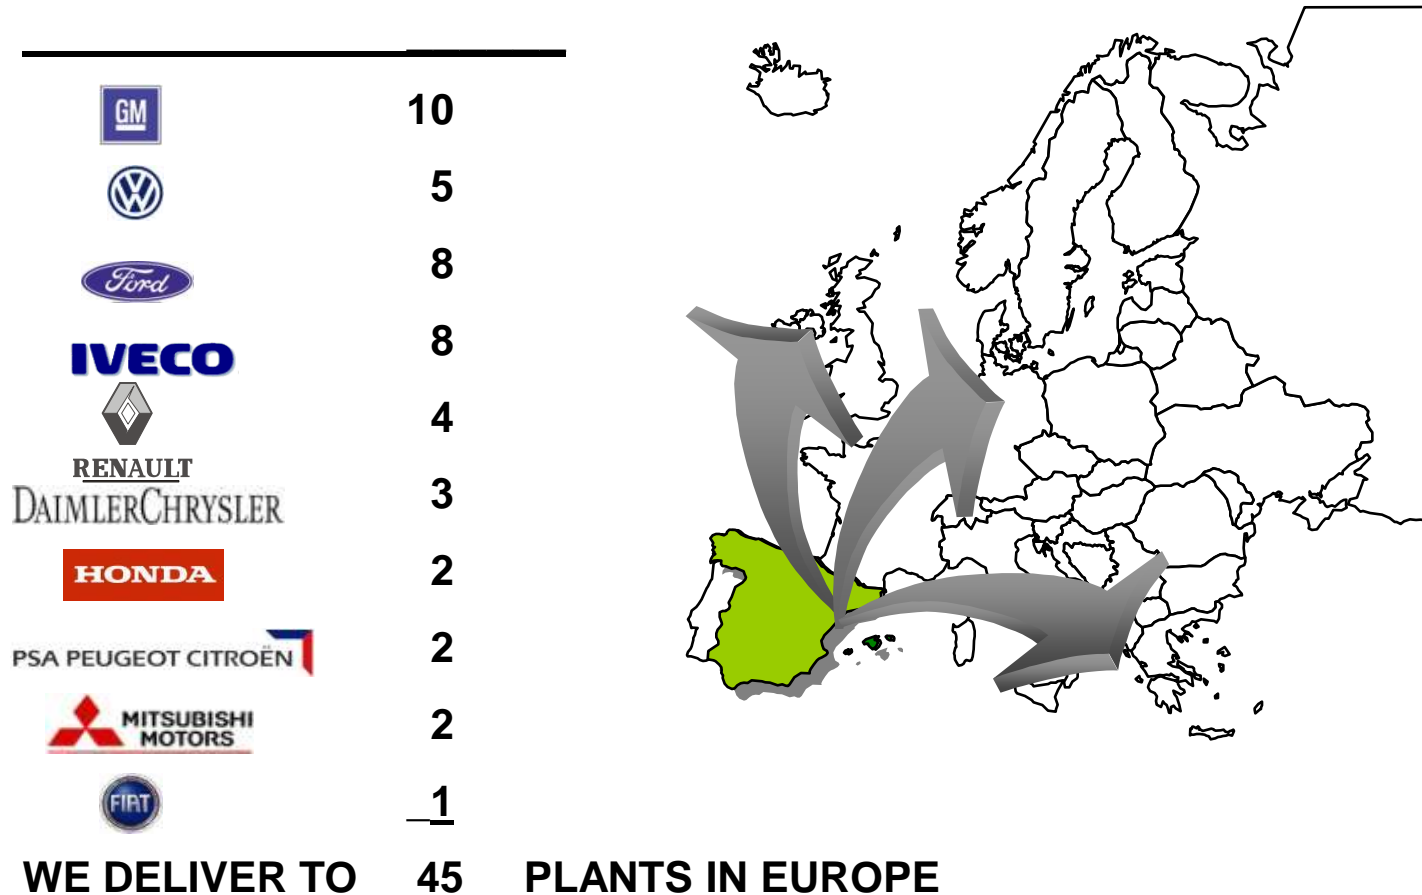 GM 10
VW 5
Ford 8
IVECO 8
RENAULT 4
DAIMLERCHRYSLER 3
HONDA 2
PSA PEUGEOT CITROËN 2
MITSUBISHI MOTORS 2
FIAT 1
WE DELIVER TO 45 PLANTS IN EUROPE